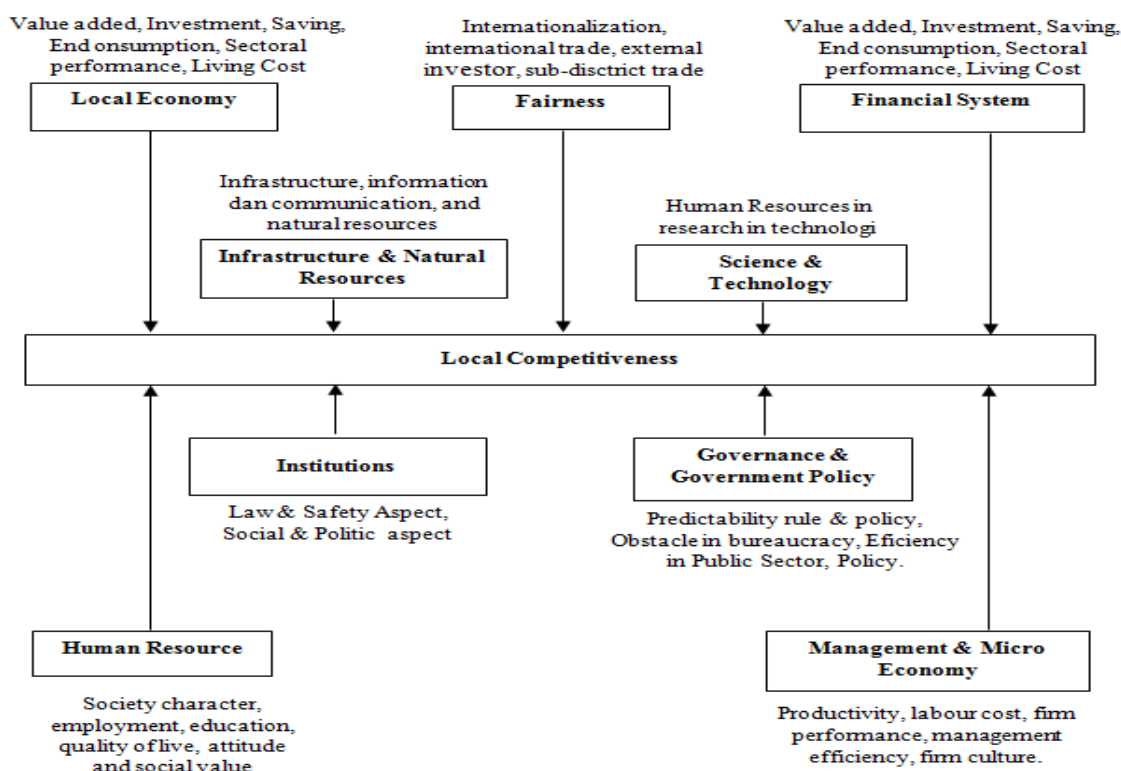 Value added, Investment, Saving,
End onsumption, Sectoral
performance, Living Cost
Local Economy
Internationalization,
international trade, external
investor, sub-disctrict trade
Fairness
Value added, Investment, Saving,
End consumption, Sectoral
performance, Living Cost
Financial System
Infrastructure, information
dan communication, and
natural resources
Infrastructure & Natural
Resources
Human Resources in
research in technologi
Science &
Technology
Local Competitiveness
Institutions
Law & Safety Aspect,
Social & Politic aspect
Governance &
Government Policy
Predictability rule & policy,
Obstacle in bureaucracy, Eficiency
in Public Sector, Policy.
Human Resource
Society character,
employment, education,
quality of live, attitude
and social value
Management & Micro
Economy
Productivity, labour cost, firm
performance, management
efficiency, firm culture.